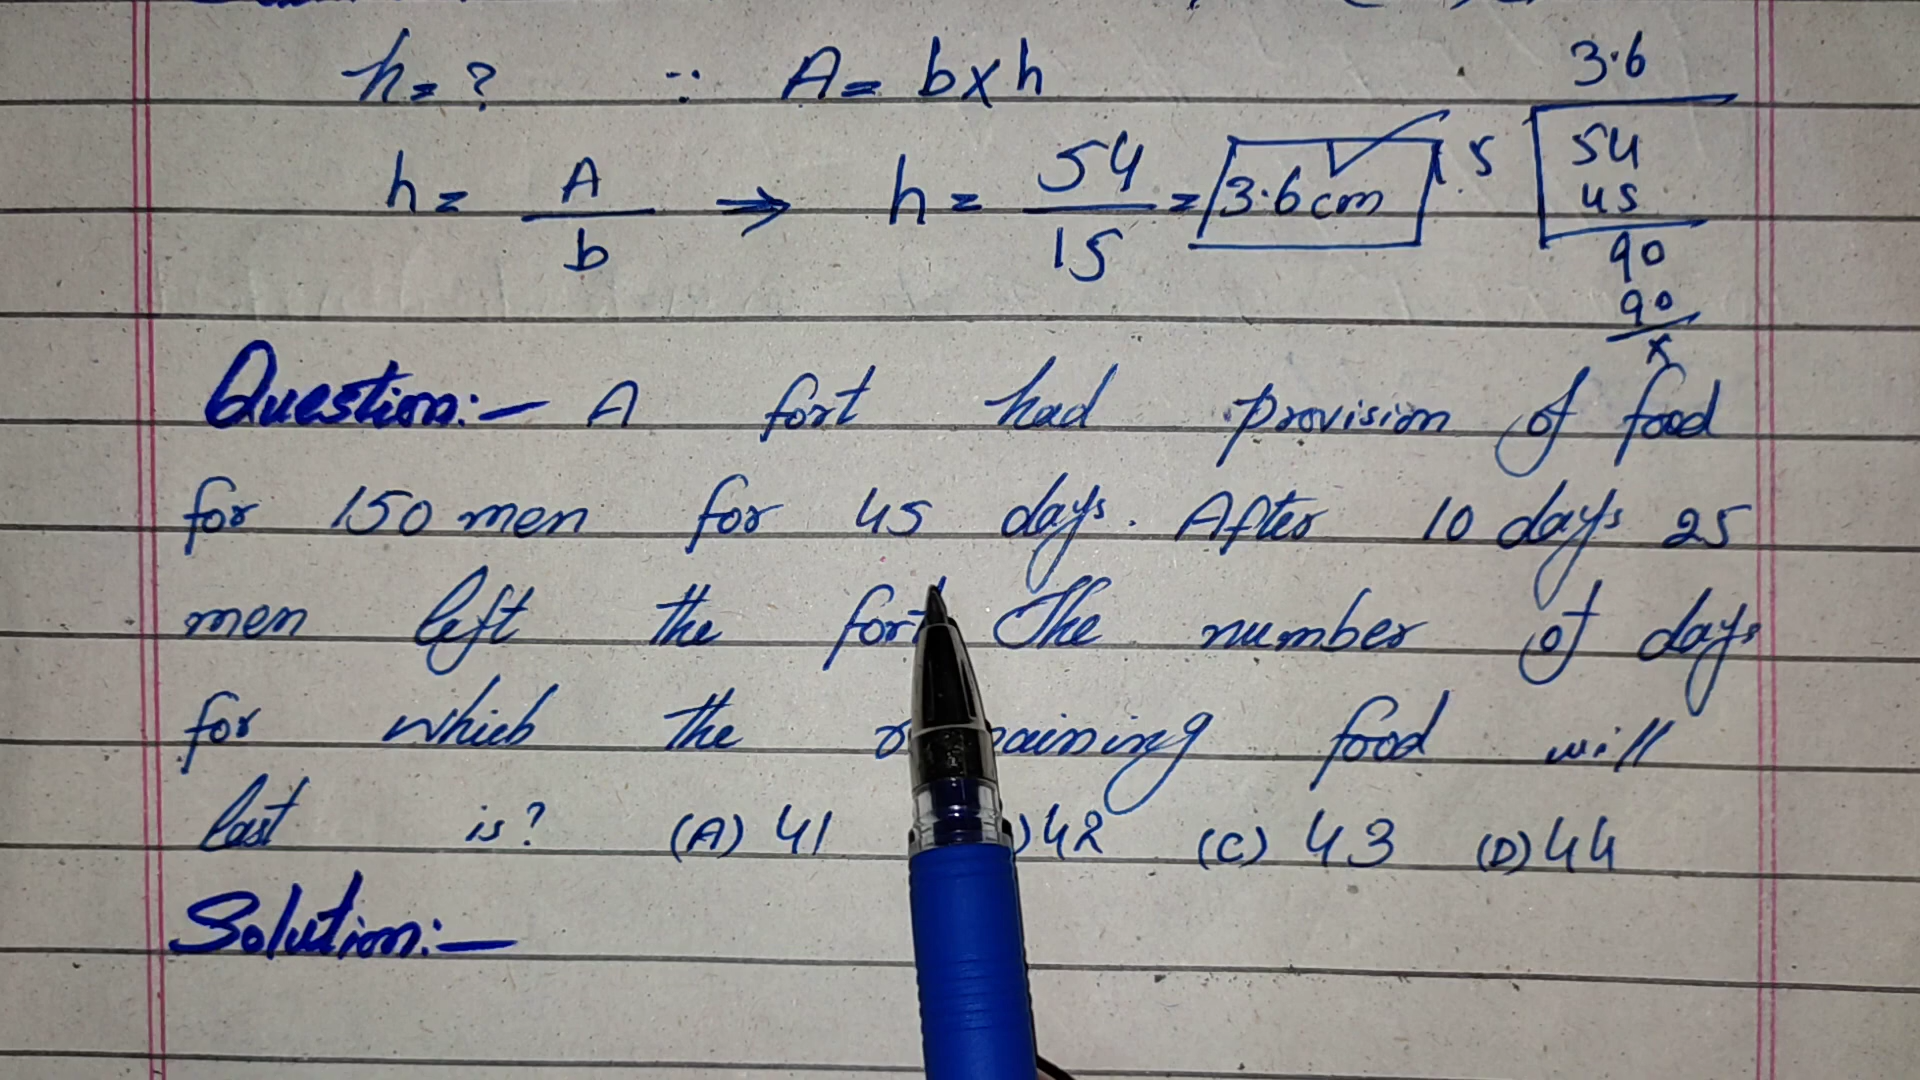 h = ? ∵ A = b×h
3.6
h = A/b → h = 54/15 = 3.6 cm
15 54
45
90
90
x
Question:- A fort had provision of food
for 150 men for 45 days. After 10 days 25
men left the fort The number of days
for which the food will
last is? (A) 41 ) 42 (C) 43 (D) 44
Solution:-